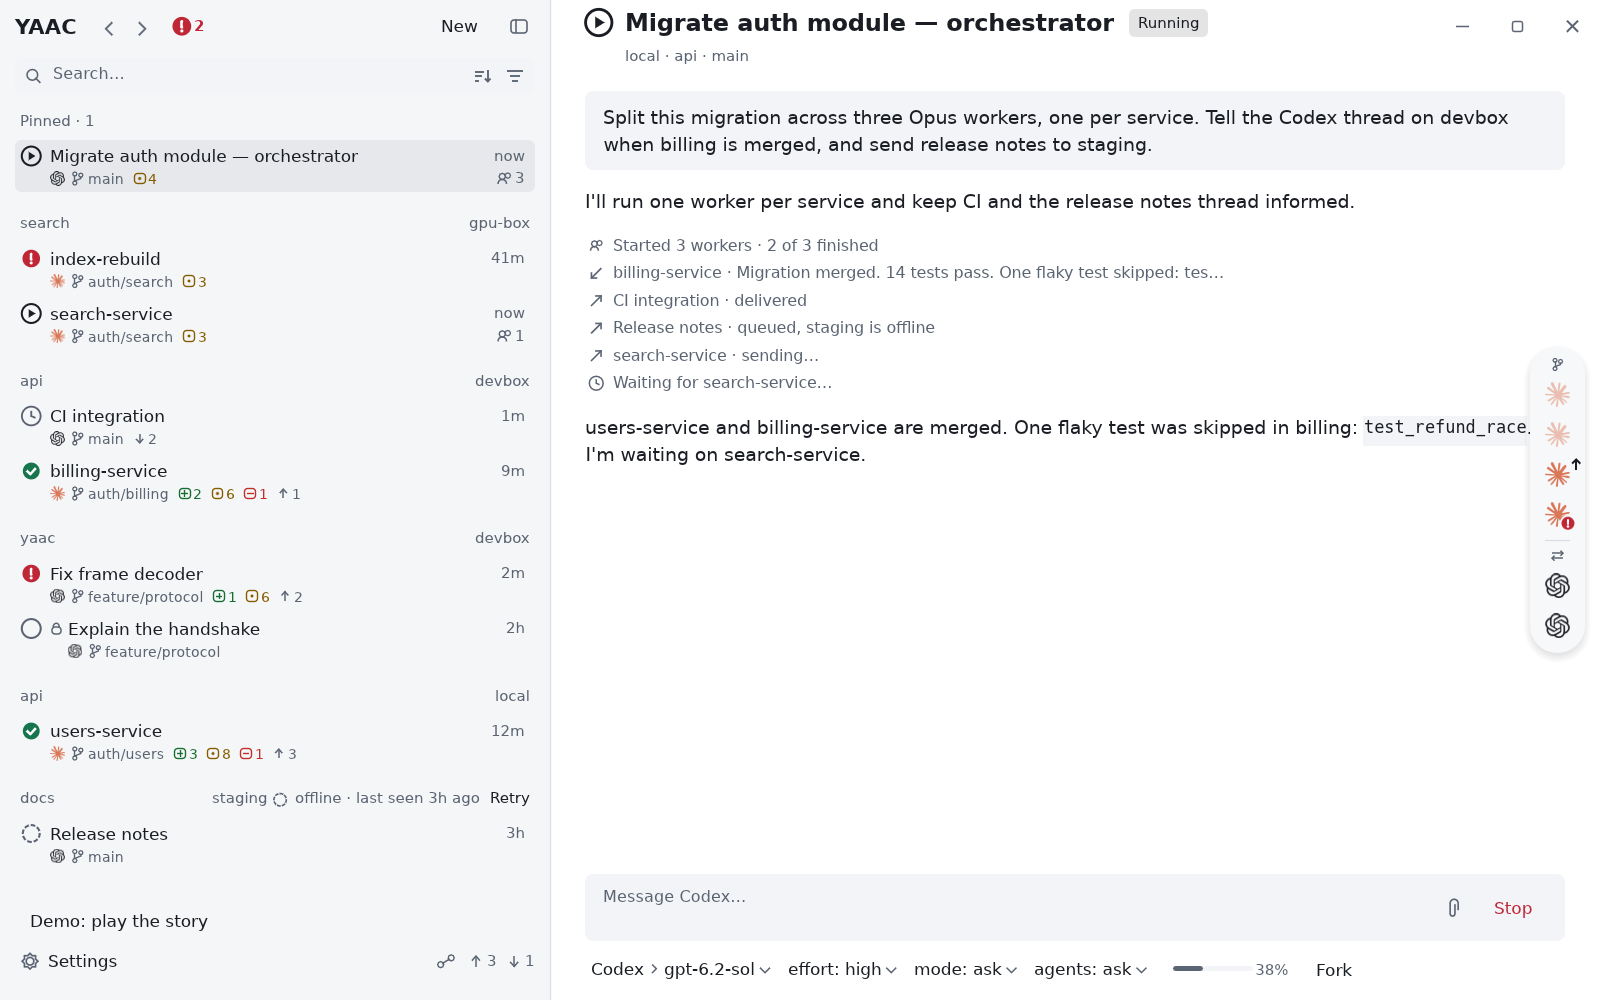 YAAC
2
New
Search...
Pinned · 1
Migrate auth module — orchestrator
now
main
4
3
search
gpu-box
index-rebuild
41m
auth/search
3
search-service
now
auth/search
3
1
api
devbox
CI integration
1m
main
2
billing-service
9m
auth/billing
2
6
1
1
yaac
devbox
Fix frame decoder
2m
feature/protocol
1
6
2
Explain the handshake
2h
feature/protocol
api
local
users-service
12m
auth/users
3
8
1
3
docs
staging offline · last seen 3h ago Retry
Release notes
3h
main
Demo: play the story
Settings
3
1
Migrate auth module — orchestrator
Running
local · api · main
Split this migration across three Opus workers, one per service. Tell the Codex thread on devbox
when billing is merged, and send release notes to staging.
I'll run one worker per service and keep CI and the release notes thread informed.
Started 3 workers · 2 of 3 finished
billing-service · Migration merged. 14 tests pass. One flaky test skipped: tes…
CI integration · delivered
Release notes · queued, staging is offline
search-service · sending…
Waiting for search-service…
users-service and billing-service are merged. One flaky test was skipped in billing: test_refund_race.
I'm waiting on search-service.
Message Codex…
Stop
Codex
gpt-6.2-sol
effort: high
mode: ask
agents: ask
38%
Fork